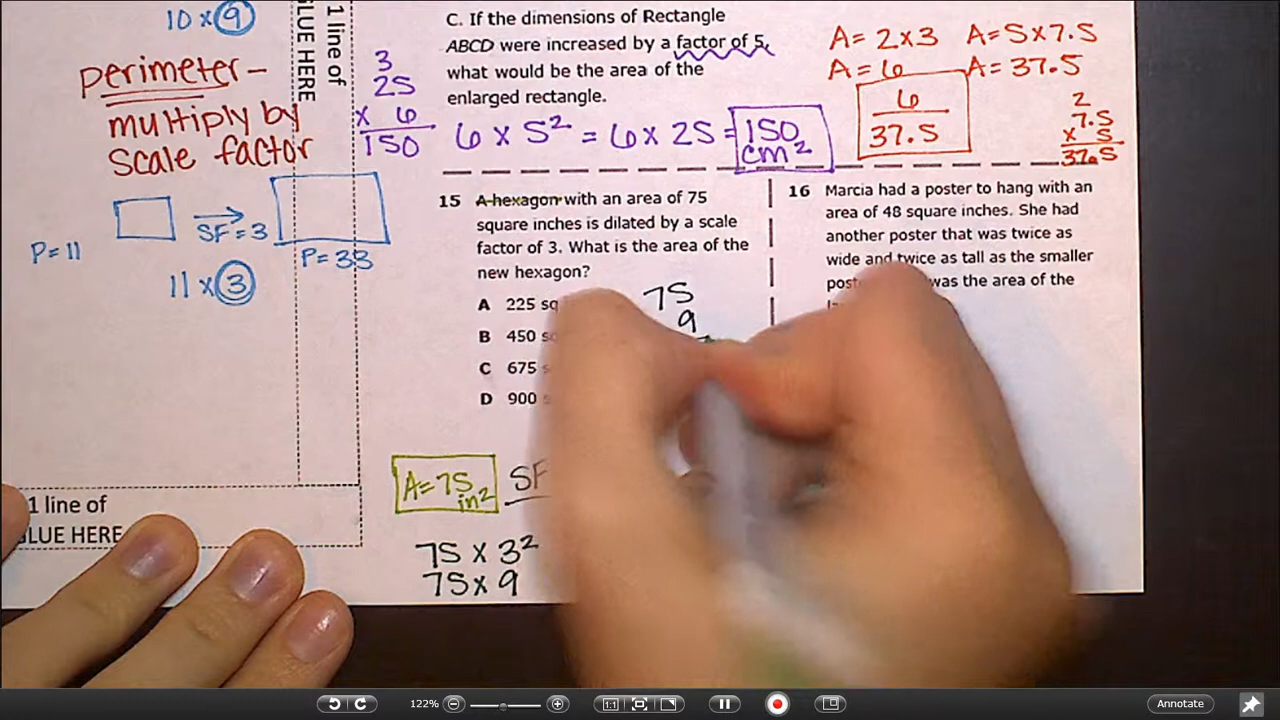 10 × 9
perimeter –
multiply by
scale factor
SF = 3
P = 11
P = 33
11 × 3
1 line of
GLUE HERE
1 line of
GLUE HERE
3
25
× 6
150
C. If the dimensions of Rectangle
ABCD were increased by a factor of 5,
what would be the area of the
enlarged rectangle.
6 × 5² = 6 × 25 = 150
cm²
A = 2 × 3
A = 6
6
37.5
A = 5 × 7.5
A = 37.5
2
7.5
× 5
37.5
15 A hexagon with an area of 75
square inches is dilated by a scale
factor of 3. What is the area of the
new hexagon?
A 225 sq
B 450
C 675
D 900
75
9
A = 75
in²
SF
75 × 3²
75 × 9
16 Marcia had a poster to hang with an
area of 48 square inches. She had
another poster that was twice as
wide and twice as tall as the smaller
was the area of the
122%
1:1
Annotate